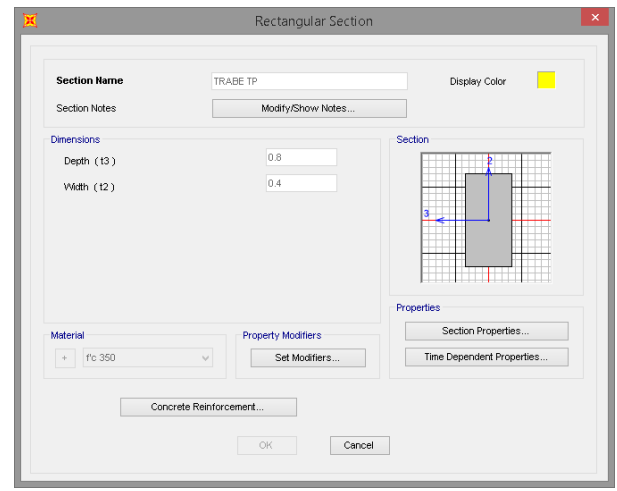 Rectangular Section
Section Name TRABE TP Display Color
Section Notes Modify/Show Notes...
Dimensions
Depth ( t3 ) 0.8
Width ( t2 ) 0.4
Section
2
3
Properties
Section Properties...
Time Dependent Properties...
Material
+ f'c 350
Property Modifiers
Set Modifiers...
Concrete Reinforcement...
OK Cancel